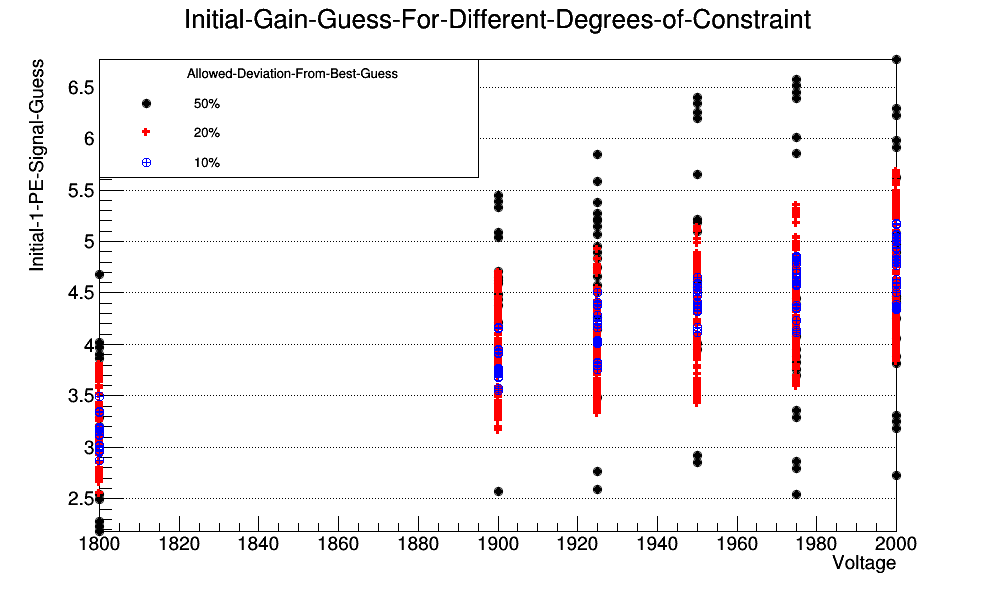 Initial-Gain-Guess-For-Different-Degrees-of-Constraint
Initial-1-PE-Signal-Guess
Allowed-Deviation-From-Best-Guess
50%
20%
10%
6.5
6
5.5
5
4.5
4
3.5
3
2.5
1800 1820 1840 1860 1880 1900 1920 1940 1960 1980 2000
Voltage